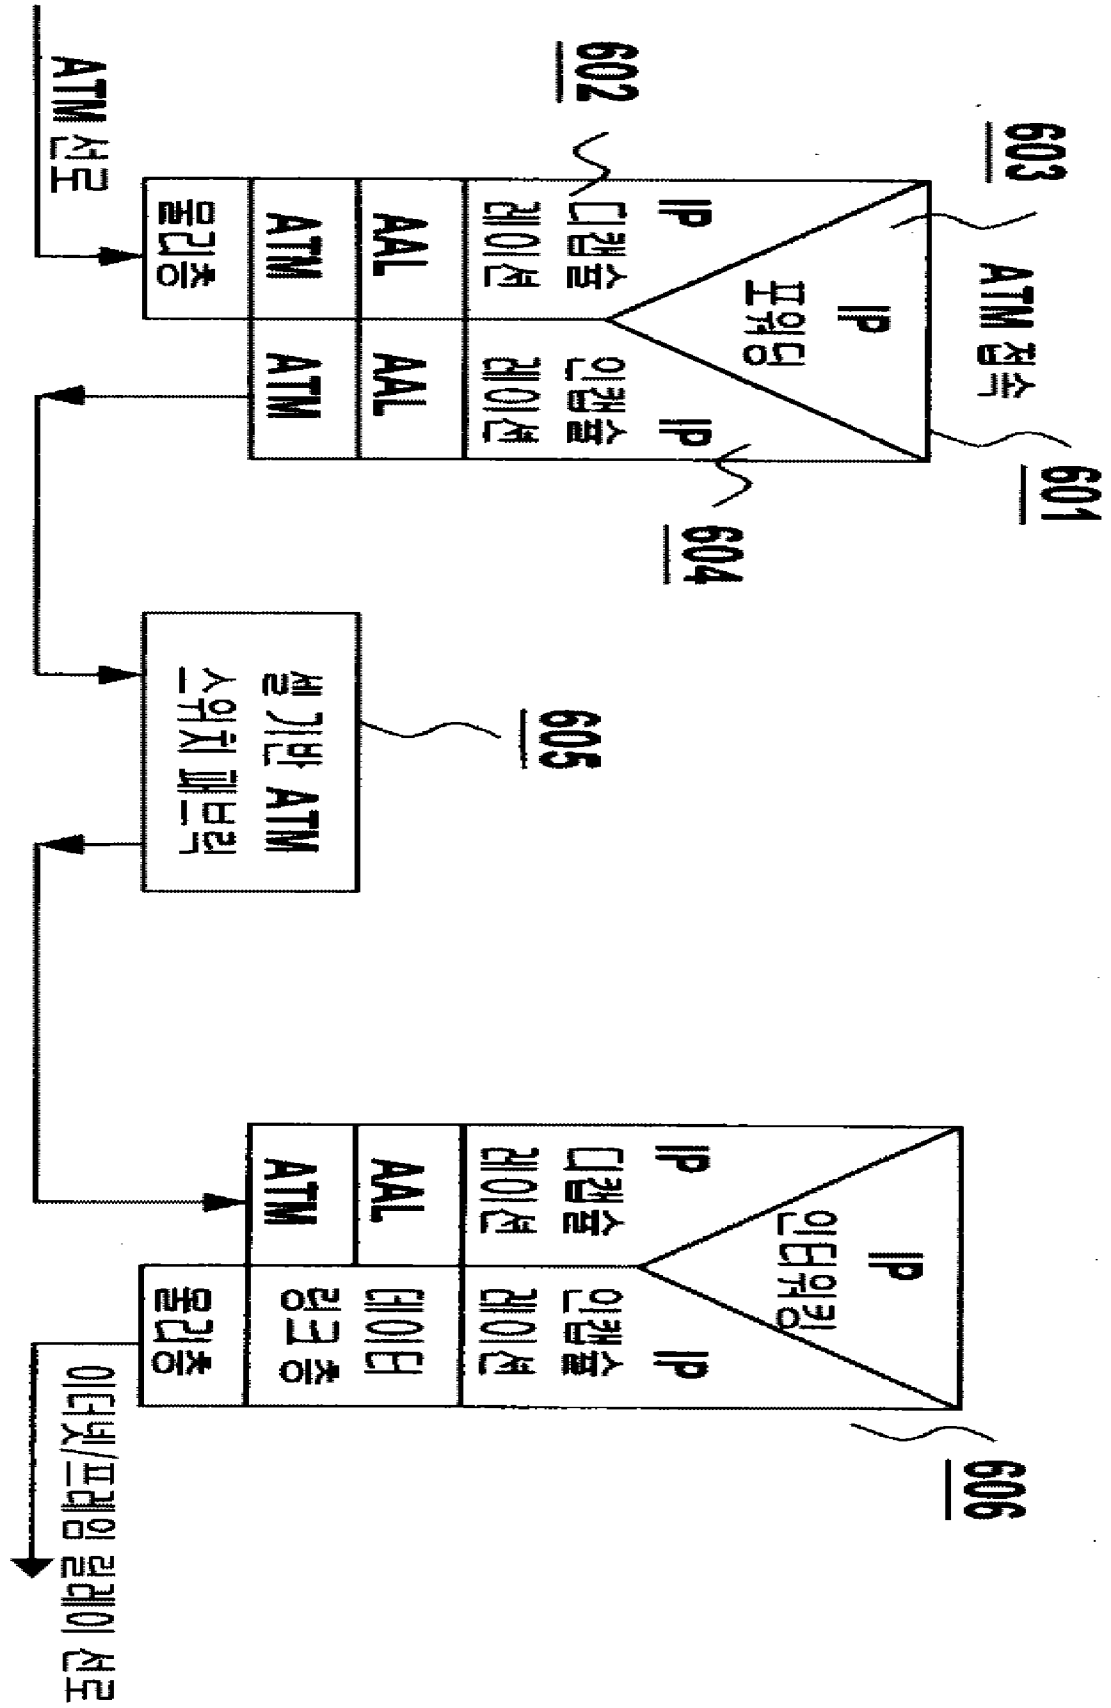 603
ATM 접속
601
IP
포워딩
602
IP
디캡슐
레이션
IP
인캡슐
레이션
604
AAL
AAL
ATM
ATM
물리층
ATM 선로
605
셀 기반 ATM
스위치 패브릭
IP
인터워킹
606
IP
디캡슐
레이션
IP
인캡슐
레이션
AAL
ATM
데이터
링크층
물리층
이더넷/프레임 릴레이 선로